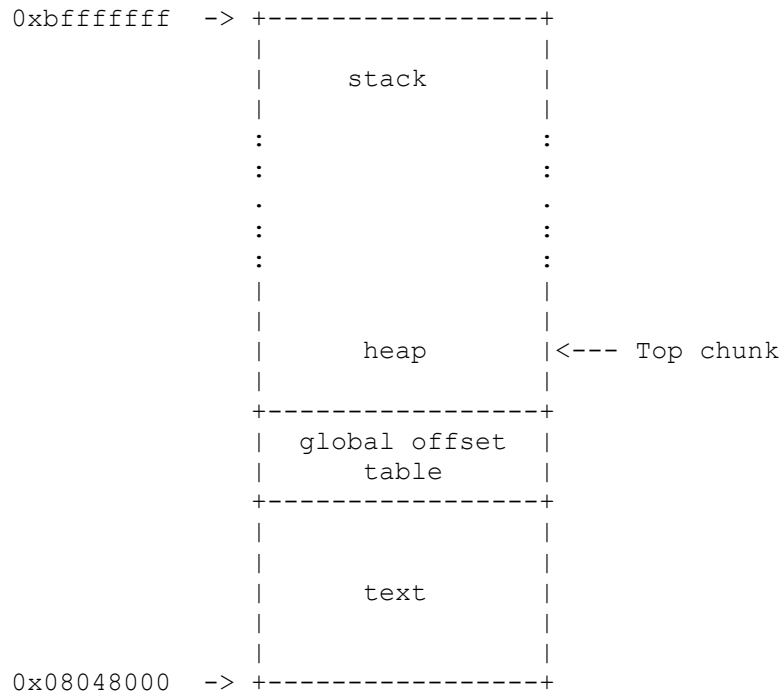 0xbfffffff -> +-----------------+
| |
| stack |
| |
: :
: :
. .
: :
: :
| |
| |
| heap |<--- Top chunk
| |
+-----------------+
| global offset |
| table |
+-----------------+
| |
| |
| text |
| |
| |
0x08048000 -> +-----------------+